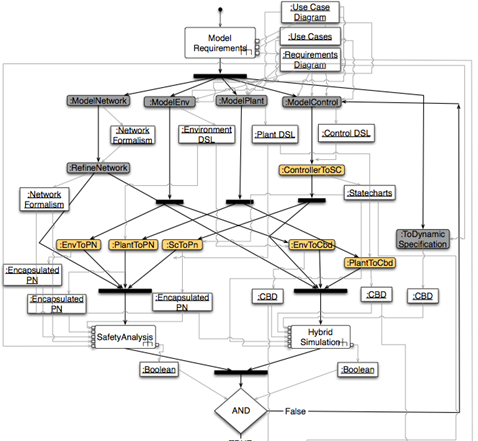 :Use Case
Diagram
:Use Cases
:Requirements
Diagram
Model
Requirements
:ModelNetwork
:ModelEnv
:ModelPlant
:ModelControl
:Network
Formalism
:Environment
DSL
:Plant DSL
:Control DSL
:RefineNetwork
:ControllerToSC
:Network
Formalism
:Statecharts
:EnvToPN
:PlantToPN
:ScToPn
:EnvToCbd
:ToDynamic
Specification
:PlantToCbd
:Encapsulated
PN
:Encapsulated
PN
:Encapsulated
PN
:CBD
:CBD
:CBD
SafetyAnalysis
Hybrid
Simulation
:Boolean
:Boolean
AND
False